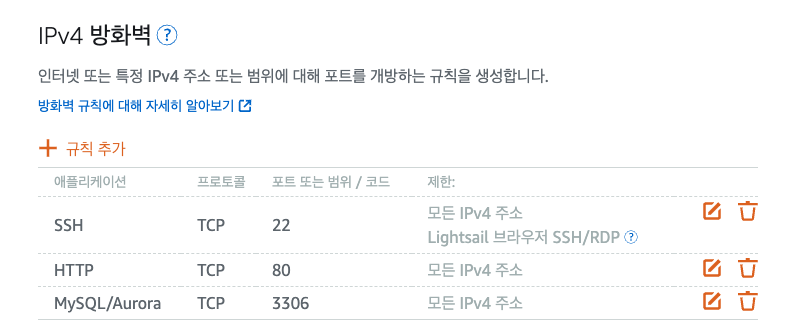 IPv4 방화벽 ?
인터넷 또는 특정 IPv4 주소 또는 범위에 대해 포트를 개방하는 규칙을 생성합니다.
방화벽 규칙에 대해 자세히 알아보기
+ 규칙 추가
애플리케이션 프로토콜 포트 또는 범위 / 코드 제한:
SSH TCP 22 모든 IPv4 주소
Lightsail 브라우저 SSH/RDP ?
HTTP TCP 80 모든 IPv4 주소
MySQL/Aurora TCP 3306 모든 IPv4 주소